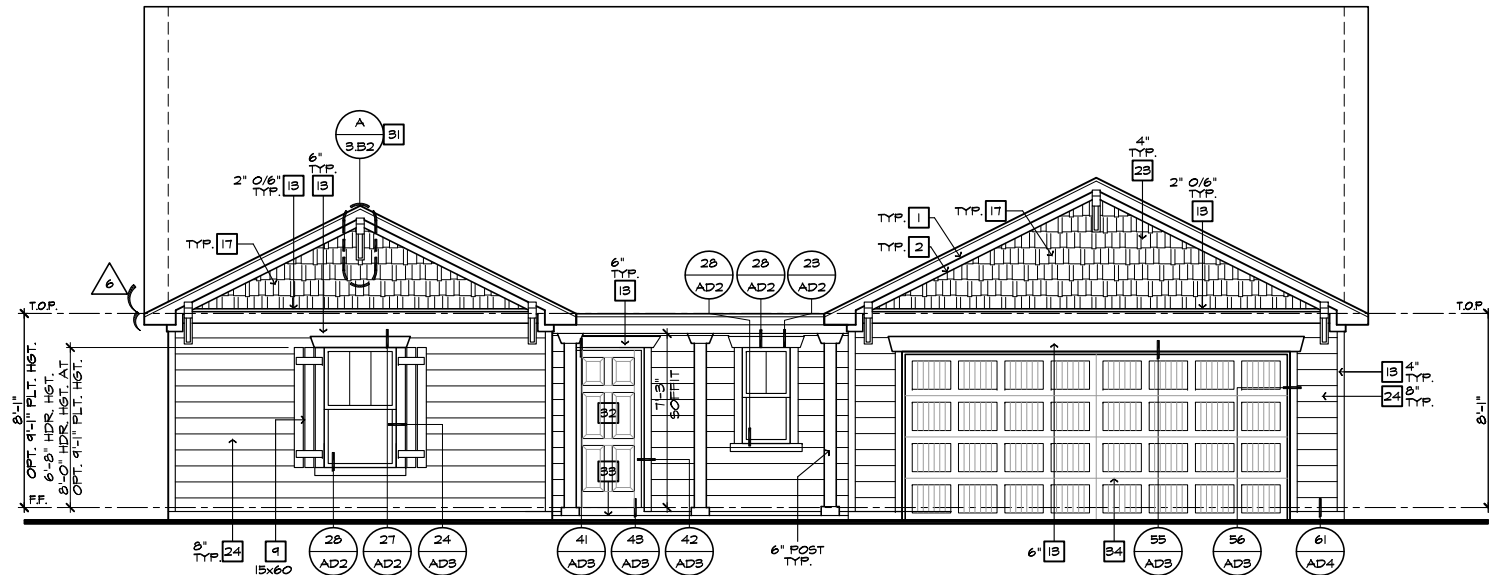 A
3.B2
31
6"
TYP.
13
2" O/6"
TYP.
13
TYP. 17
6
T.O.P.
8'-1"
OPT. 9'-1" PLT. HGT.
6'-8" HDR. HGT.
8'-0" HDR. HGT. AT
OPT. 9'-1" PLT. HGT.
F.F.
6"
TYP.
13
28
AD2
28
AD2
23
AD2
TYP. 1
TYP. 2
TYP. 17
4"
TYP.
23
2" O/6"
TYP.
13
T.O.P.
7'-3"
SOFFIT
32
33
13 4"
TYP.
24 8"
TYP.
8'-1"
8"
TYP. 24
9
15x60
28
AD2
27
AD2
24
AD3
41
AD3
43
AD3
42
AD3
6" POST
TYP.
6" 13
34
55
AD3
56
AD3
61
AD4